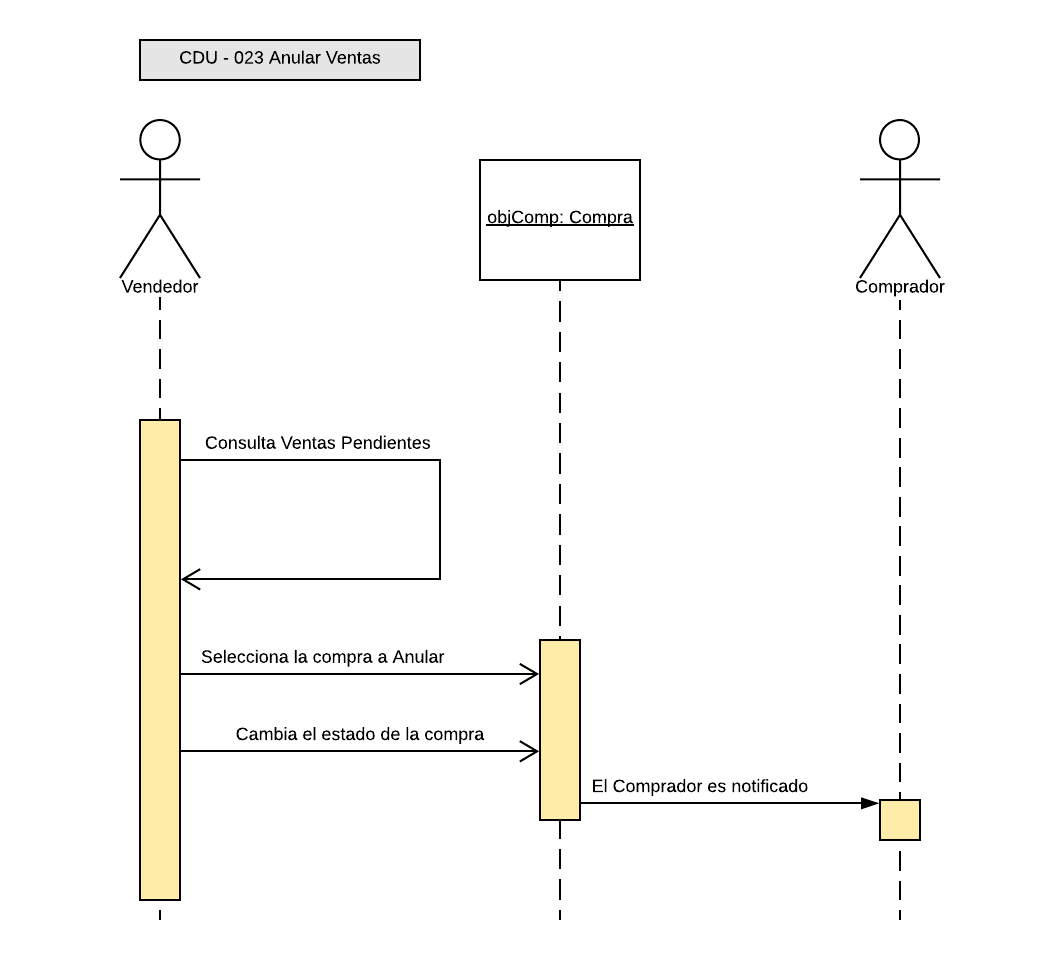 CDU - 023 Anular Ventas
objComp: Compra
Vendedor
Comprador
Consulta Ventas Pendientes
Selecciona la compra a Anular
Cambia el estado de la compra
El Comprador es notificado